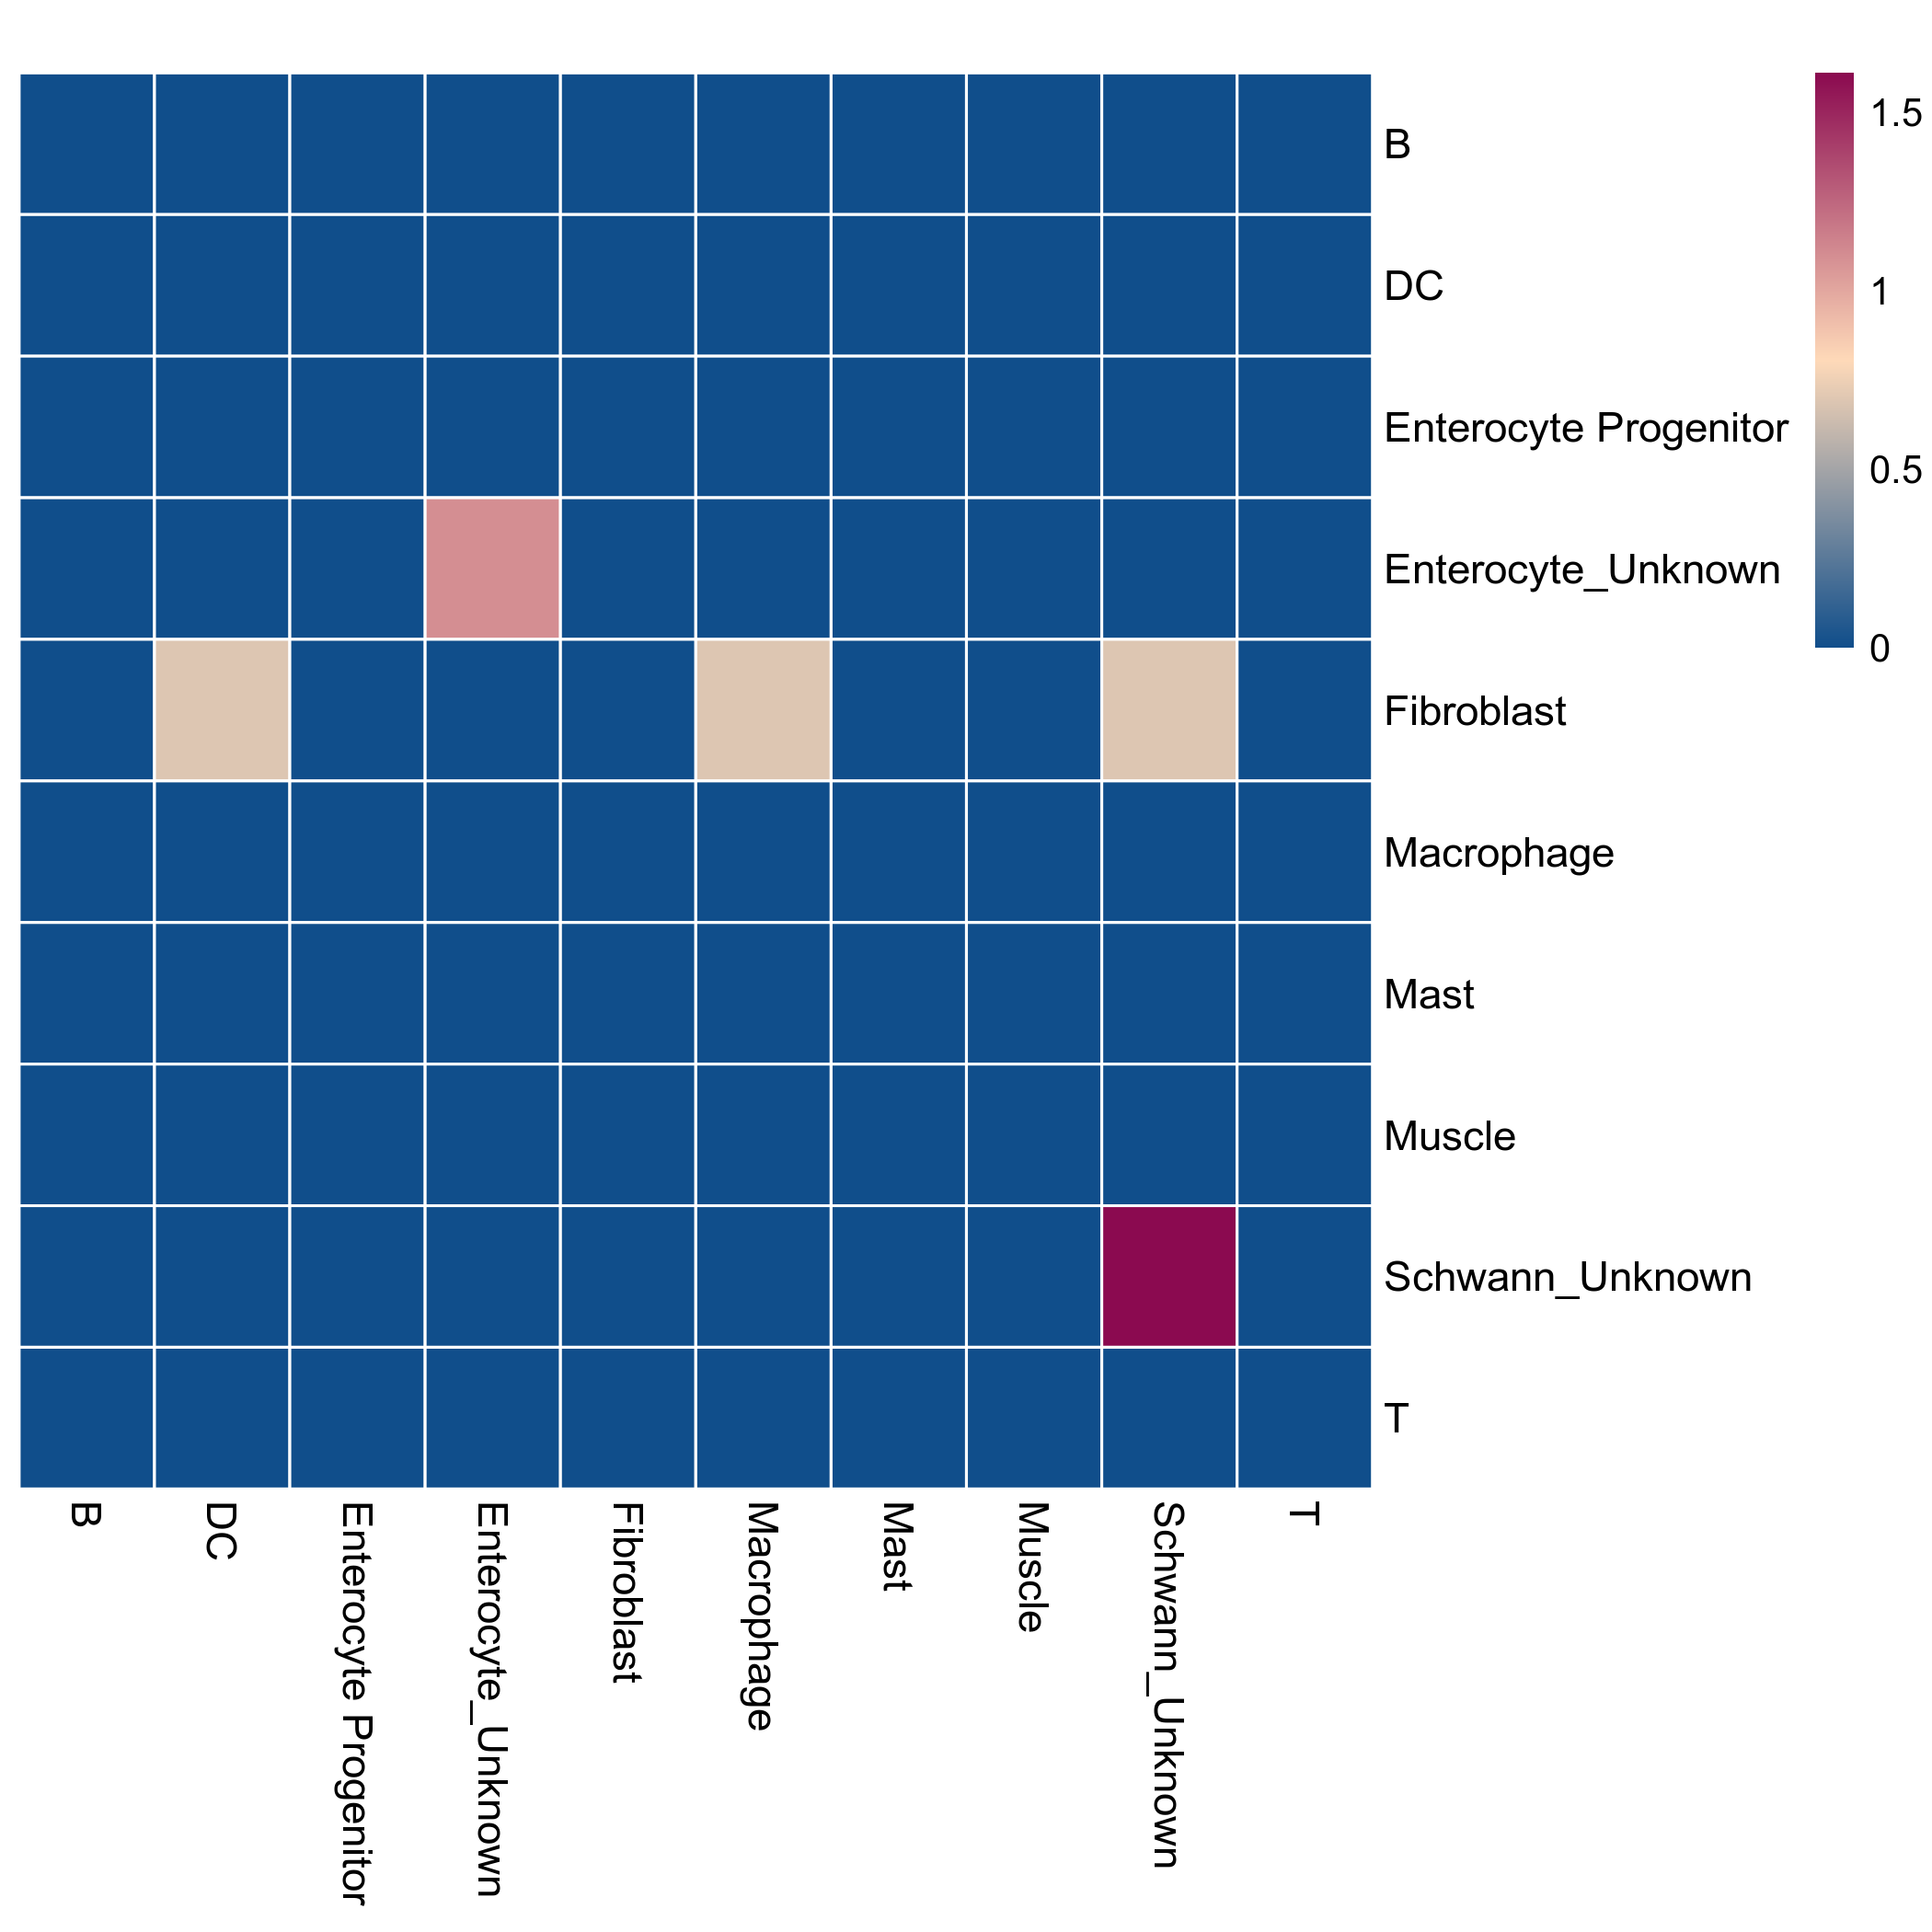 B
DC
Enterocyte Progenitor
Enterocyte_Unknown
Fibroblast
Macrophage
Mast
Muscle
Schwann_Unknown
T
1.5
1
0.5
0
B
DC
Enterocyte Progenitor
Enterocyte_Unknown
Fibroblast
Macrophage
Mast
Muscle
Schwann_Unknown
T